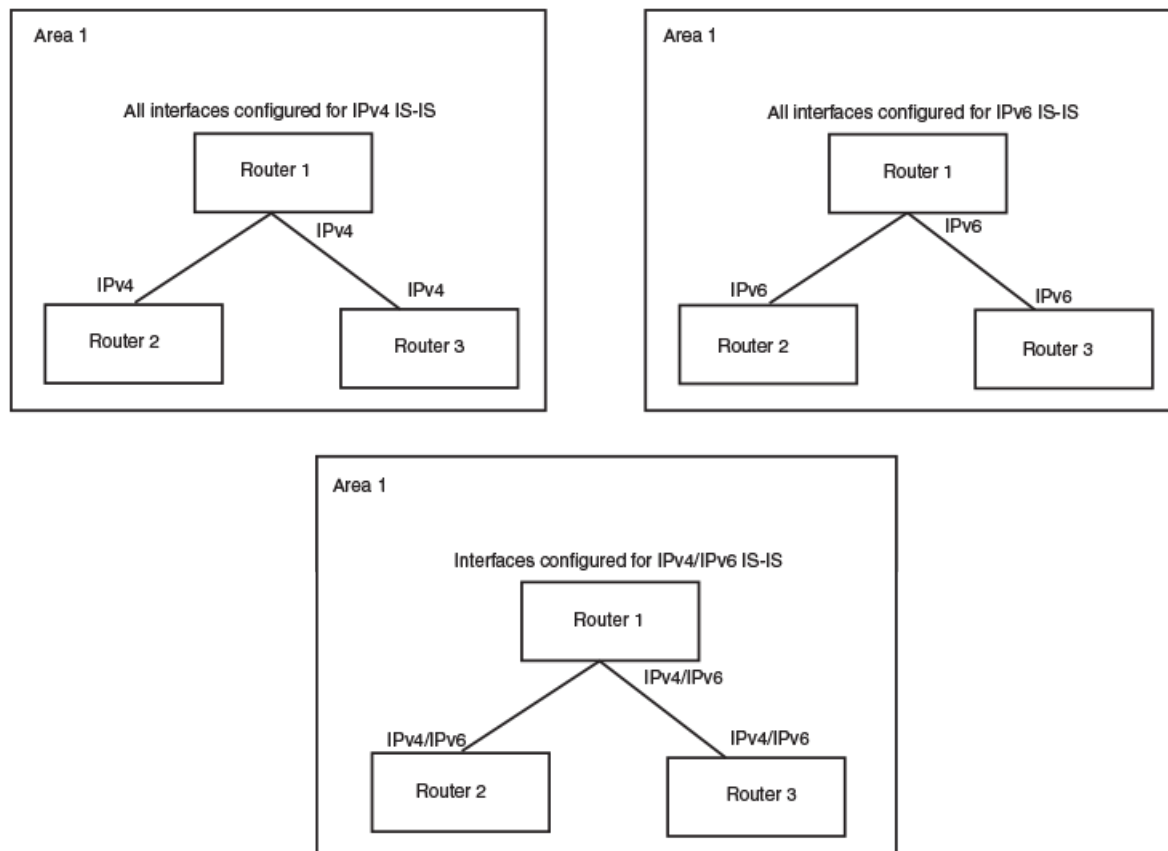 Area 1
All interfaces configured for IPv4 IS-IS
Router 1
IPv4
IPv4
IPv4
Router 2
Router 3
Area 1
All interfaces configured for IPv6 IS-IS
Router 1
IPv6
IPv6
IPv6
Router 2
Router 3
Area 1
Interfaces configured for IPv4/IPv6 IS-IS
Router 1
IPv4/IPv6
IPv4/IPv6
IPv4/IPv6
Router 2
Router 3